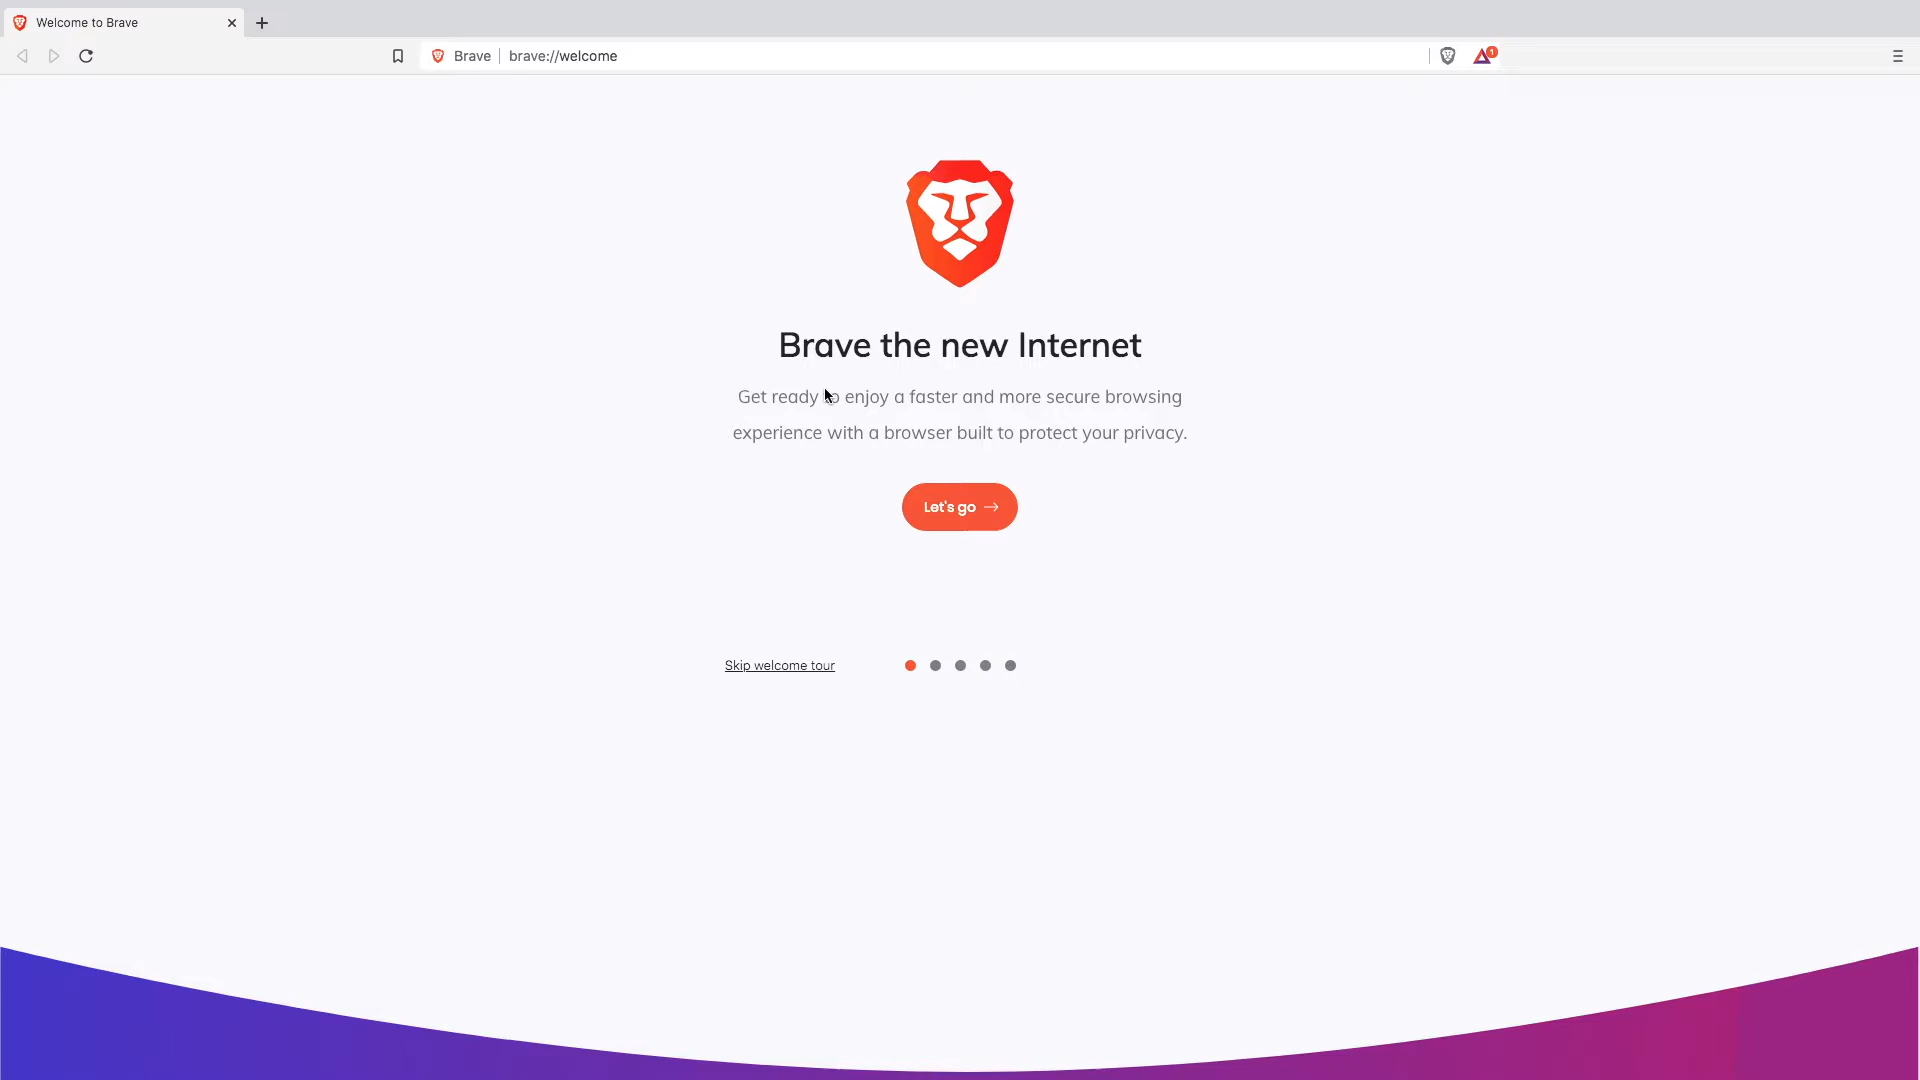 Welcome to Brave
Brave
brave://welcome
1
Brave the new Internet
Get ready to enjoy a faster and more secure browsing
experience with a browser built to protect your privacy.
Let's go
Skip welcome tour